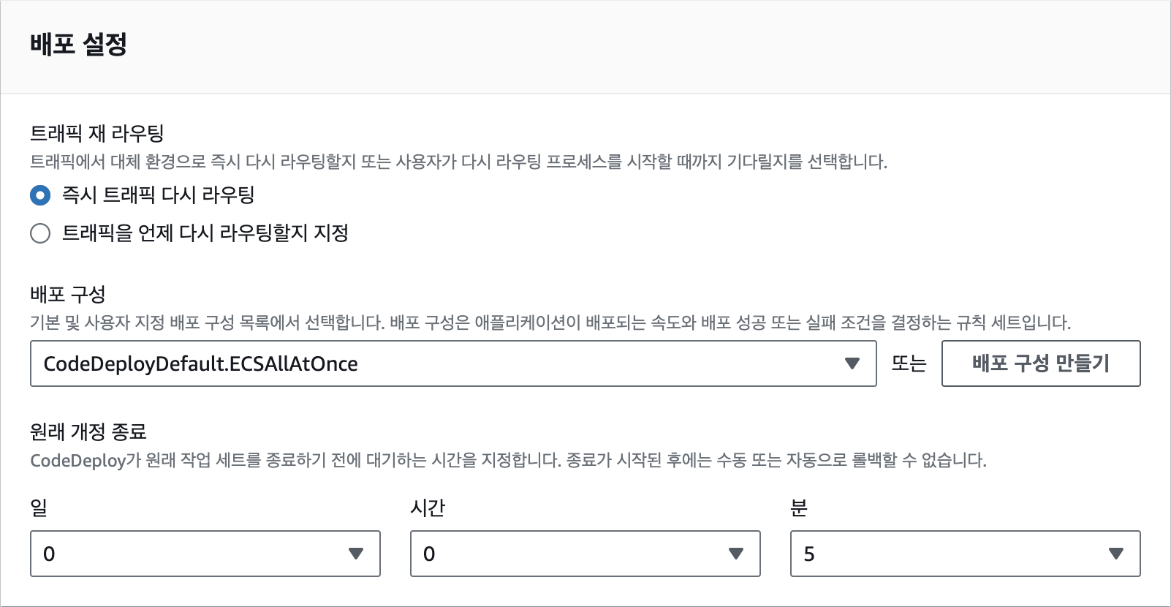 배포 설정
트래픽 재 라우팅
트래픽에서 대체 환경으로 즉시 다시 라우팅할지 또는 사용자가 다시 라우팅 프로세스를 시작할 때까지 기다릴지를 선택합니다.
즉시 트래픽 다시 라우팅
트래픽을 언제 다시 라우팅할지 지정
배포 구성
기본 및 사용자 지정 배포 구성 목록에서 선택합니다. 배포 구성은 애플리케이션이 배포되는 속도와 배포 성공 또는 실패 조건을 결정하는 규칙 세트입니다.
CodeDeployDefault.ECSAllAtOnce 또는 배포 구성 만들기
원래 개정 종료
CodeDeploy가 원래 작업 세트를 종료하기 전에 대기하는 시간을 지정합니다. 종료가 시작된 후에는 수동 또는 자동으로 롤백할 수 없습니다.
일 시간 분
0 0 5